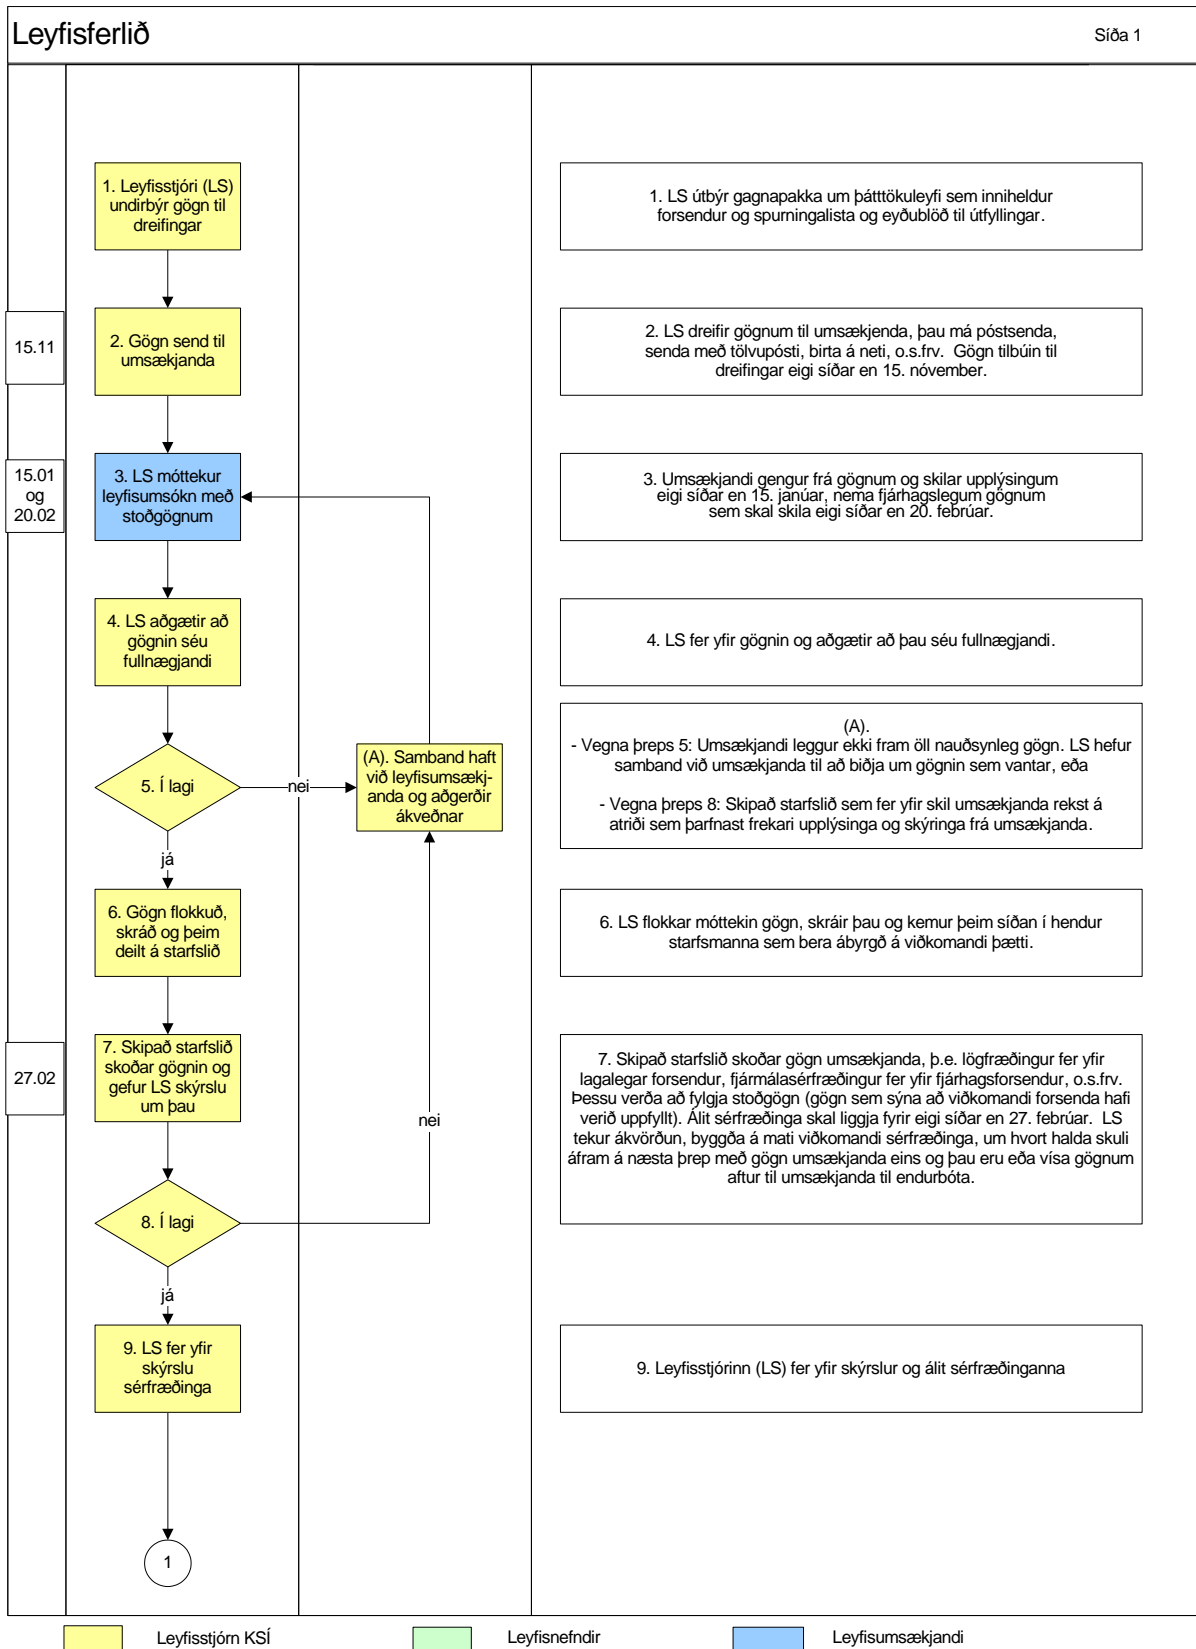 Leyfisferlið
Síða 1
1. Leyfisstjóri (LS)
undirbýr gögn til
dreifingar
1. LS útbýr gagnapakka um þátttökuleyfi sem inniheldur
forsendur og spurningalista og eyðublöð til útfyllingar.
15.11
2. Gögn send til
umsækjanda
2. LS dreifir gögnum til umsækjenda, þau má póstsenda,
senda með tölvupósti, birta á neti, o.s.frv. Gögn tilbúin til
dreifingar eigi síðar en 15. nóvember.
15.01
og
20.02
3. LS móttekur
leyfisumsókn með
stoðgögnum
3. Umsækjandi gengur frá gögnum og skilar upplýsingum
eigi síðar en 15. janúar, nema fjárhagslegum gögnum
sem skal skila eigi síðar en 20. febrúar.
4. LS aðgætir að
gögnin séu
fullnægjandi
4. LS fer yfir gögnin og aðgætir að þau séu fullnægjandi.
5. Í lagi
nei
(A). Samband haft
við leyfisumsækj-
anda og aðgerðir
ákveðnar
(A).
- Vegna þreps 5: Umsækjandi leggur ekki fram öll nauðsynleg gögn. LS hefur
samband við umsækjanda til að biðja um gögnin sem vantar, eða
- Vegna þreps 8: Skipað starfslið sem fer yfir skil umsækjanda rekst á
atriði sem þarfnast frekari upplýsinga og skýringa frá umsækjanda.
já
6. Gögn flokkuð,
skráð og þeim
deilt á starfslið
6. LS flokkar móttekin gögn, skráir þau og kemur þeim síðan í hendur
starfsmanna sem bera ábyrgð á viðkomandi þætti.
27.02
7. Skipað starfslið
skoðar gögnin og
gefur LS skýrslu
um þau
7. Skipað starfslið skoðar gögn umsækjanda, þ.e. lögfræðingur fer yfir
lagalegar forsendur, fjármálasérfræðingur fer yfir fjárhagsforsendur, o.s.frv.
Þessu verða að fylgja stoðgögn (gögn sem sýna að viðkomandi forsenda hafi
verið uppfyllt). Álit sérfræðinga skal liggja fyrir eigi síðar en 27. febrúar. LS
tekur ákvörðun, byggða á mati viðkomandi sérfræðinga, um hvort halda skuli
áfram á næsta þrep með gögn umsækjanda eins og þau eru eða vísa gögnum
aftur til umsækjanda til endurbóta.
nei
8. Í lagi
já
9. LS fer yfir
skýrslu
sérfræðinga
9. Leyfisstjórinn (LS) fer yfir skýrslur og álit sérfræðinganna
1
Leyfisstjórn KSÍ
Leyfisnefndir
Leyfisumsækjandi